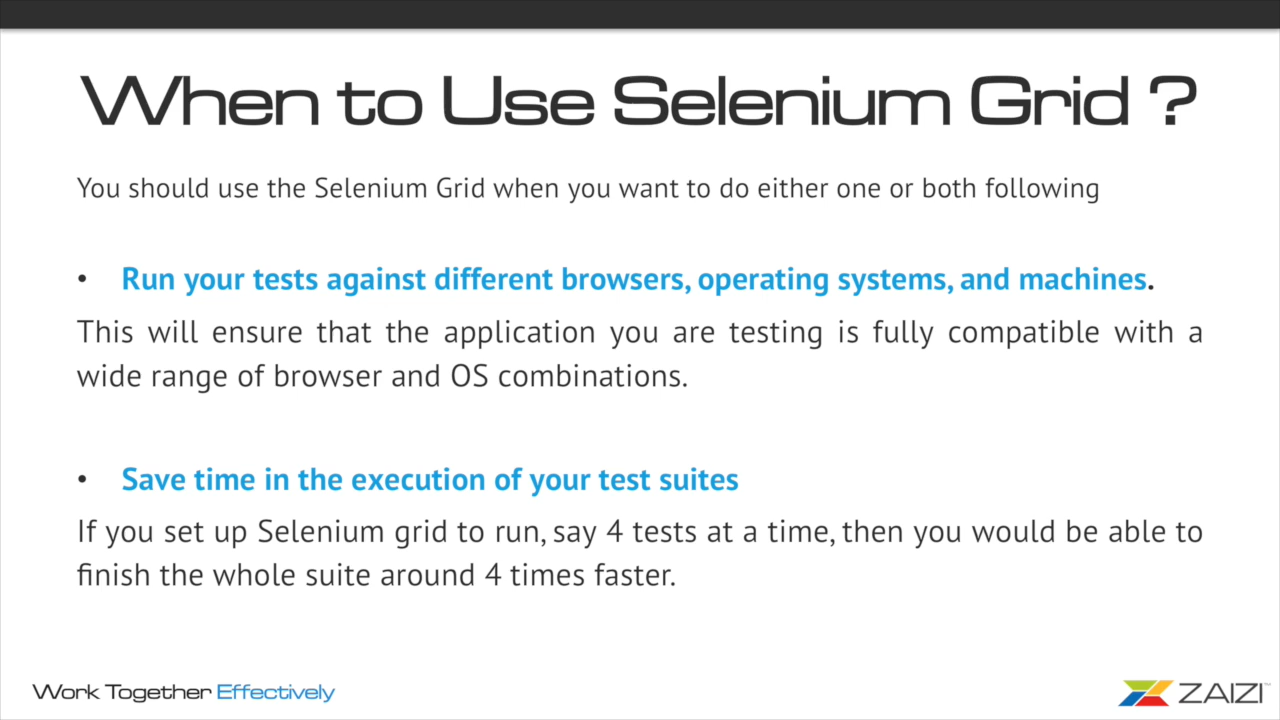 When to Use Selenium Grid ?
You should use the Selenium Grid when you want to do either one or both following
• Run your tests against different browsers, operating systems, and machines.
This will ensure that the application you are testing is fully compatible with a
wide range of browser and OS combinations.
• Save time in the execution of your test suites
If you set up Selenium grid to run, say 4 tests at a time, then you would be able to
finish the whole suite around 4 times faster.
Work Together Effectively
ZAIZI™